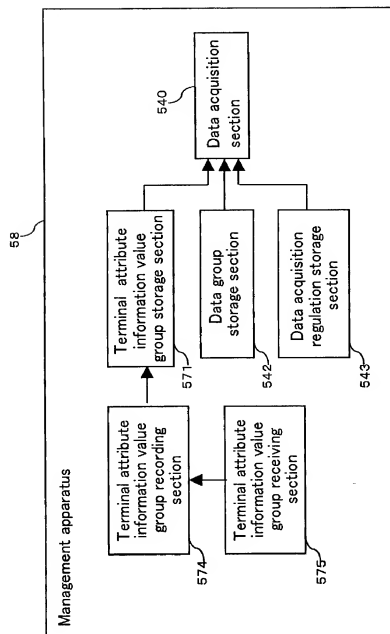 58
Management apparatus
Terminal attribute
information value
group recording
section
574
Terminal attribute
information value
group receiving
section
575
Terminal attribute
information value
group storage section
571
Data group
storage section
542
Data acquisition
regulation storage
section
543
540
Data acquisition
section